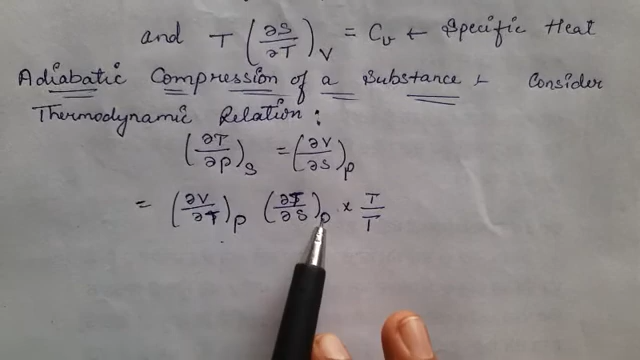 and T (∂S/∂T)_V = C_v ← Specific Heat
Adiabatic Compression of a Substance :- Consider
Thermodynamic Relation:
(∂T/∂P)_S = (∂V/∂S)_P
= (∂V/∂T)_P (∂T/∂S)_P × T/T